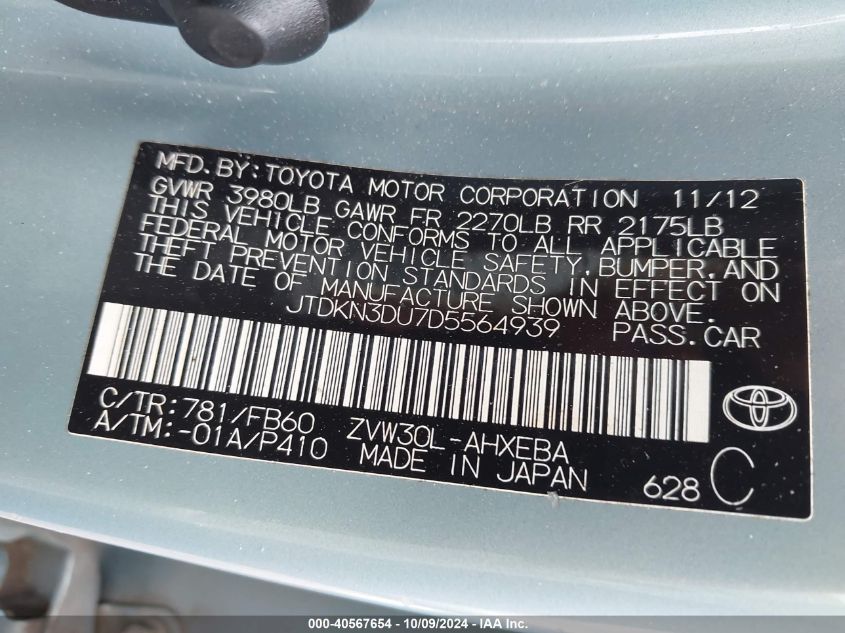 MFD. BY: TOYOTA MOTOR CORPORATION 11/12
GVWR 3980LB GAWR FR 2270LB RR 2175LB
THIS VEHICLE CONFORMS TO ALL APPLICABLE
FEDERAL MOTOR VEHICLE SAFETY, BUMPER, AND
THEFT PREVENTION STANDARDS IN EFFECT ON
THE DATE OF MANUFACTURE SHOWN ABOVE.
JTDKN3DU7D5564939 PASS. CAR
C/TR: 781/FB60 ZVW30L-AHXEBA
A/TM: -01A/P410 MADE IN JAPAN
628 C
000-40567654 - 10/09/2024 - IAA Inc.